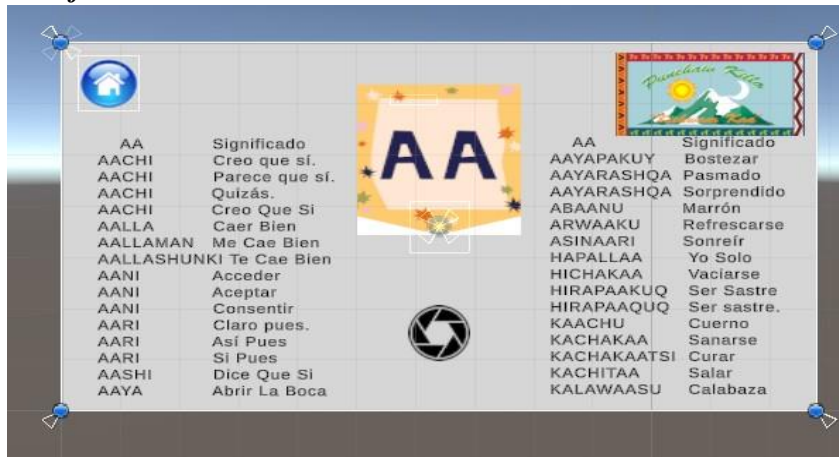 Punchaw Killa
AA
AA Significado
AACHI Creo que sí.
AACHI Parece que sí.
AACHI Quizás.
AACHI Creo Que Si
AALLA Caer Bien
AALLAMAN Me Cae Bien
AALLASHUNKI Te Cae Bien
AANI Acceder
AANI Aceptar
AANI Consentir
AARI Claro pues.
AARI Así Pues
AARI Si Pues
AASHI Dice Que Si
AAYA Abrir La Boca
AA Significado
AAYAPAKUY Bostezar
AAYARASHQA Pasmado
AAYARASHQA Sorprendido
ABAANU Marrón
ARWAAKU Refrescarse
ASINAARI Sonreír
HAPALLAA Yo Solo
HICHAKAA Vaciarse
HIRAPAAKUQ Ser Sastre
HIRAPAAQUQ Ser sastre.
KAACHU Cuerno
KACHAKAA Sanarse
KACHAKAATSI Curar
KACHITAA Salar
KALAWAASU Calabaza